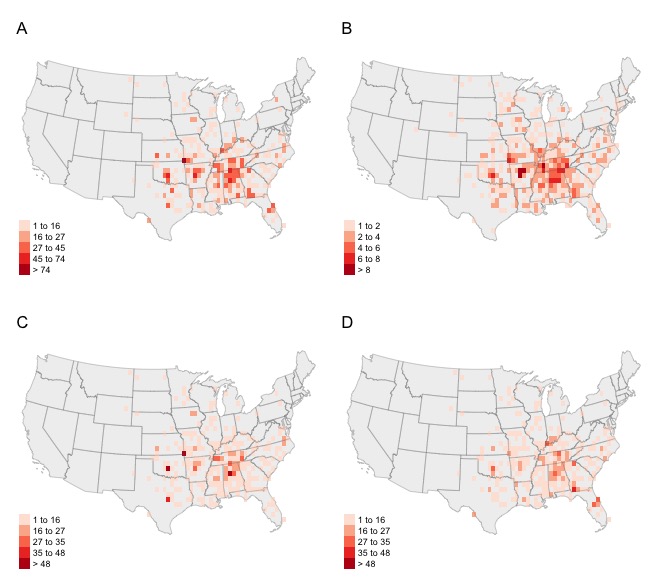 A
1 to 16
16 to 27
27 to 45
45 to 74
> 74
B
1 to 2
2 to 4
4 to 6
6 to 8
> 8
C
1 to 16
16 to 27
27 to 35
35 to 48
> 48
D
1 to 16
16 to 27
27 to 35
35 to 48
> 48